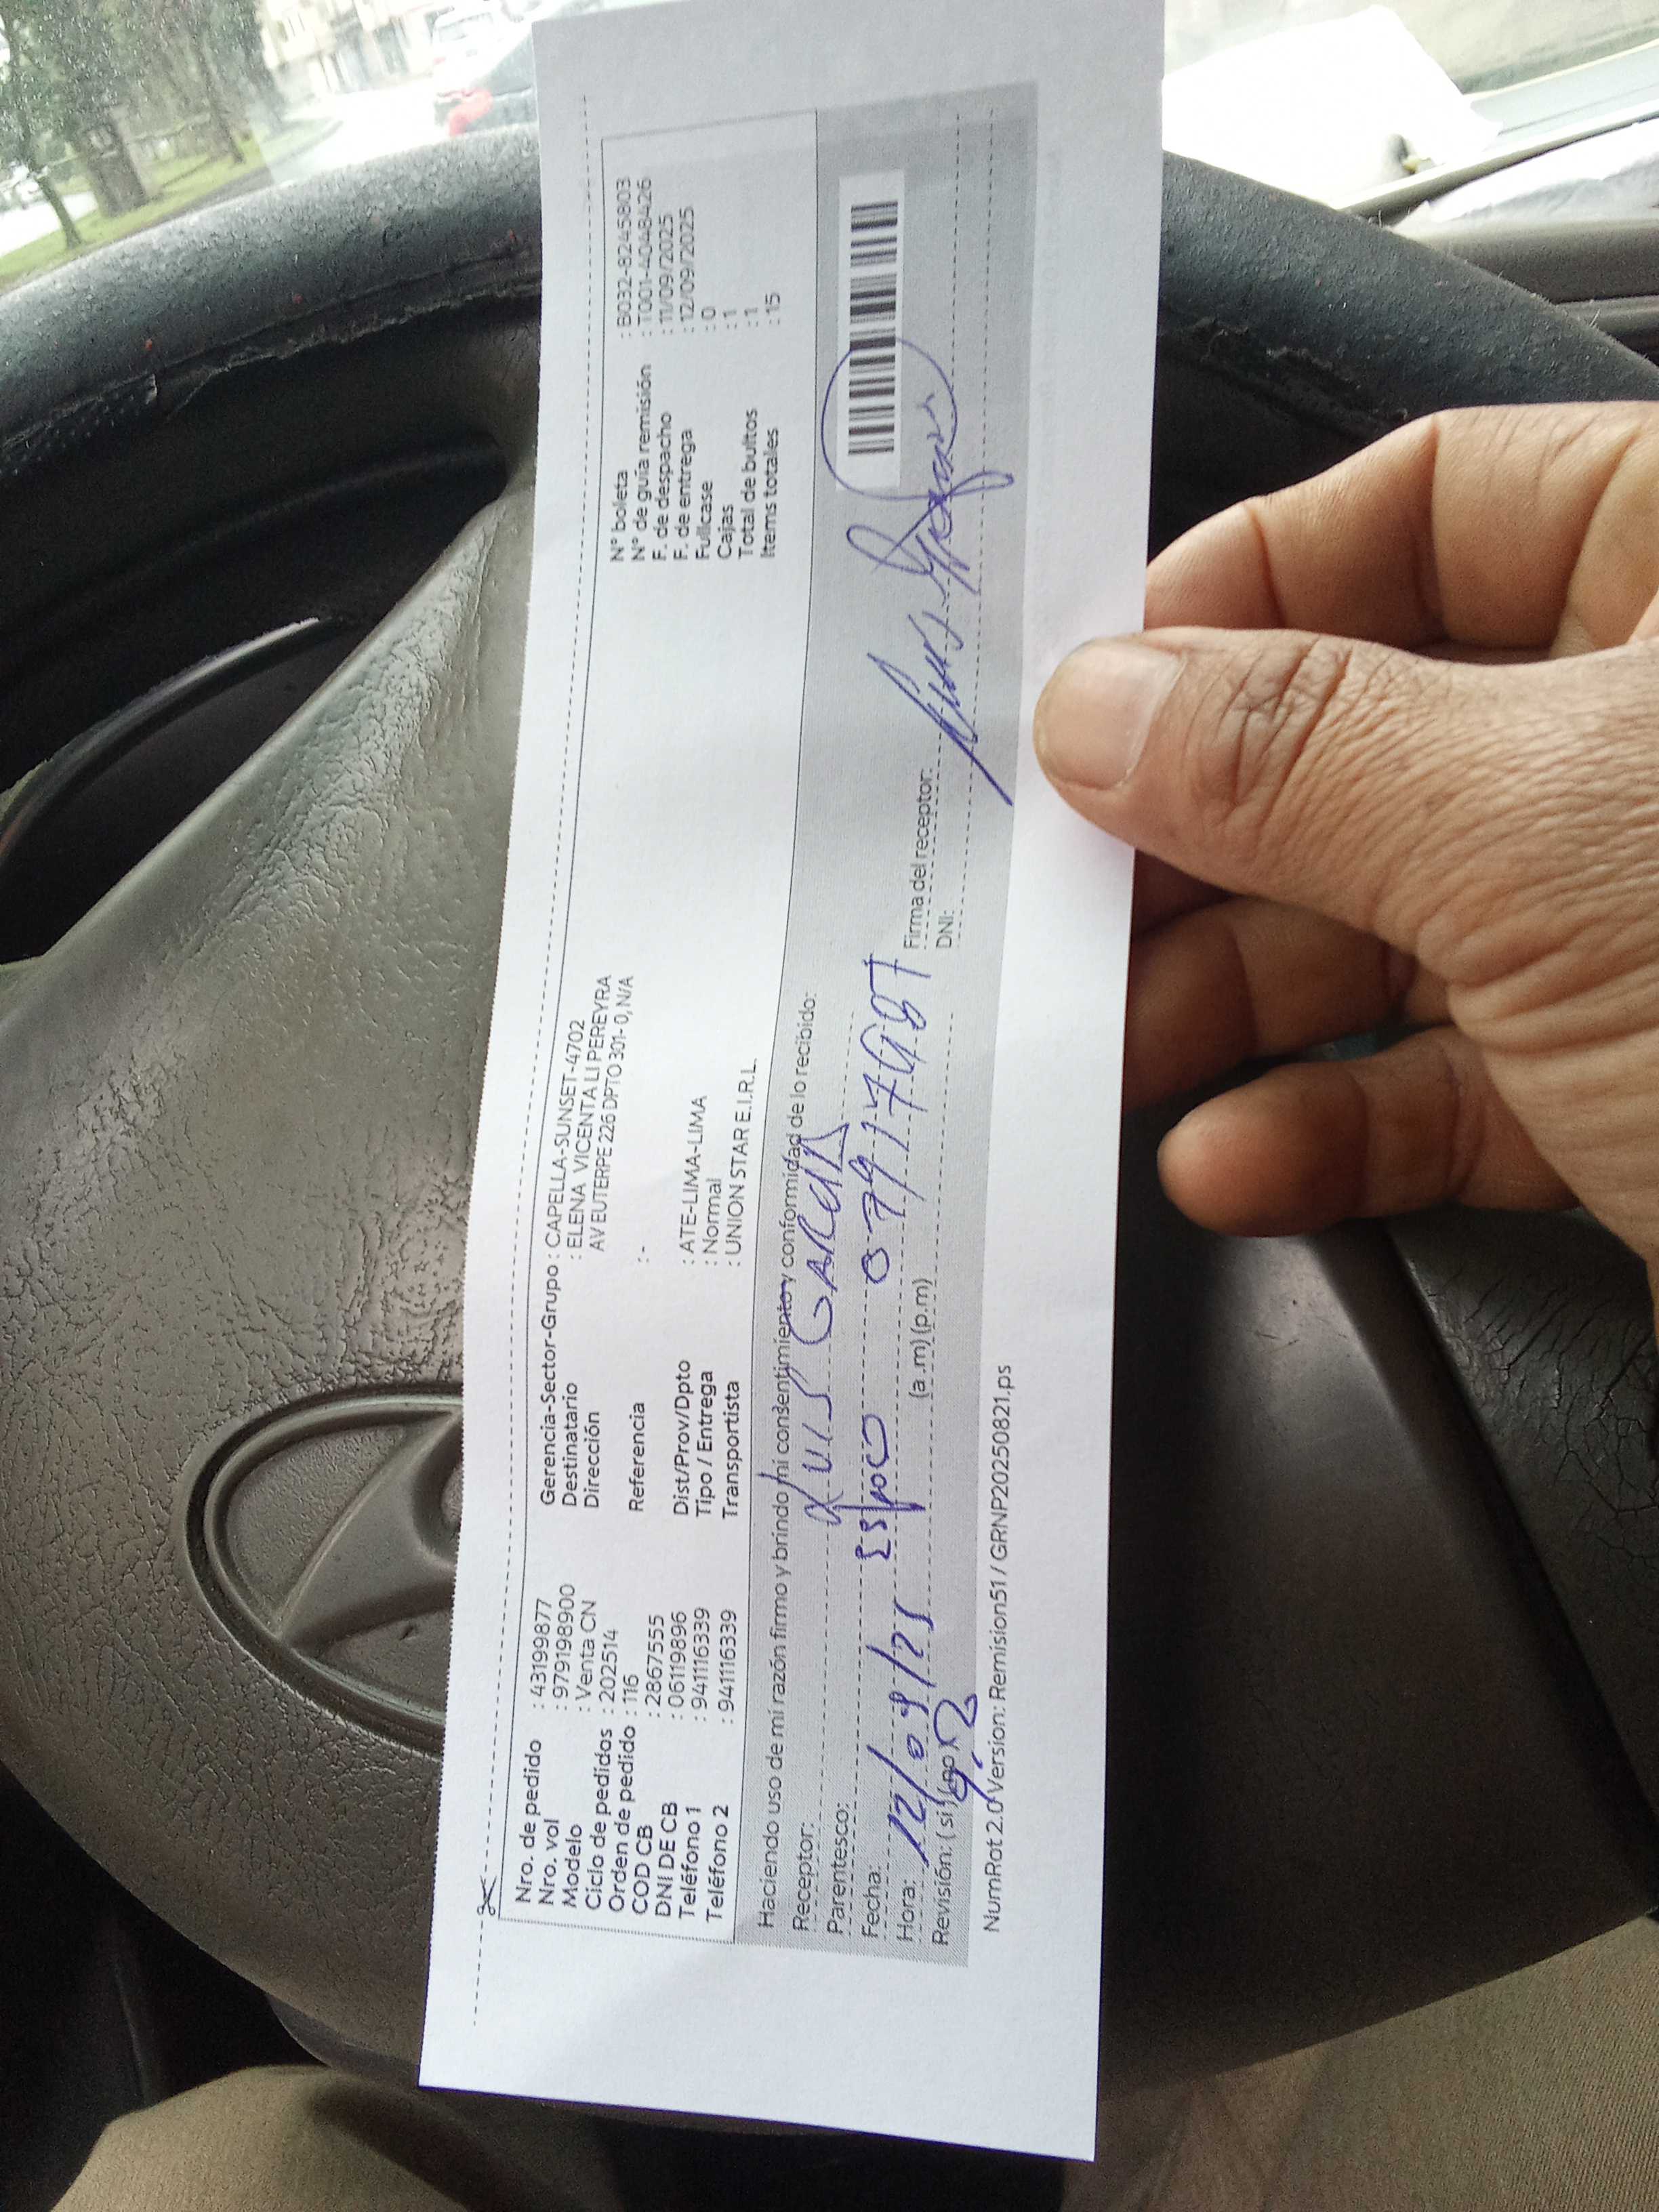 Nro. de pedido : 43199877
Nro. vol : 979198900
Modelo : Venta CN
Ciclo de pedidos : 202514
Orden de pedido : 116
COD CB : 2867555
DNI DE CB : 06119896
Teléfono 1 : 941116339
Teléfono 2 : 941116339
Gerencia-Sector-Grupo : CAPELLA-SUNSET-4702
Destinatario : ELENA VICENTA LI PEREYRA
Dirección AV EUTERPE 226 DPTO 301- 0, N/A
Referencia : -
Dist/Prov/Dpto : ATE-LIMA-LIMA
Tipo / Entrega : Normal
Transportista : UNION STAR E.I.R.L.
N° boleta : B032-8245803
N° de guía remisión : T001-4048426
F. de despacho : 11/09/2025
F. de entrega : 12/09/2025
Fullcase : 0
Cajas : 1
Total de bultos : 1
Items totales : 15
Haciendo uso de mi razón firmo y brindo mi consentimiento y conformidad de lo recibido:
Receptor: Luis GARCIA
Parentesco: Esposo
Fecha: 12/09/25
Hora: (a.m) (p.m)
Revisión: (si) (no)
Firma del receptor:
DNI:
NumRot 2.0 Version: Remision51 / GRNP20250821.ps